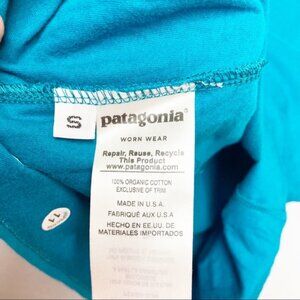 S
patagonia®
WORN WEAR
Repair, Reuse, Recycle
This Product
www.patagonia.com
100% ORGANIC COTTON
EXCLUSIVE OF TRIM
MADE IN U.S.A.
FABRIQUÉ AUX U.S.A
HECHO EN EE.UU. DE
MATERIALES IMPORTADOS